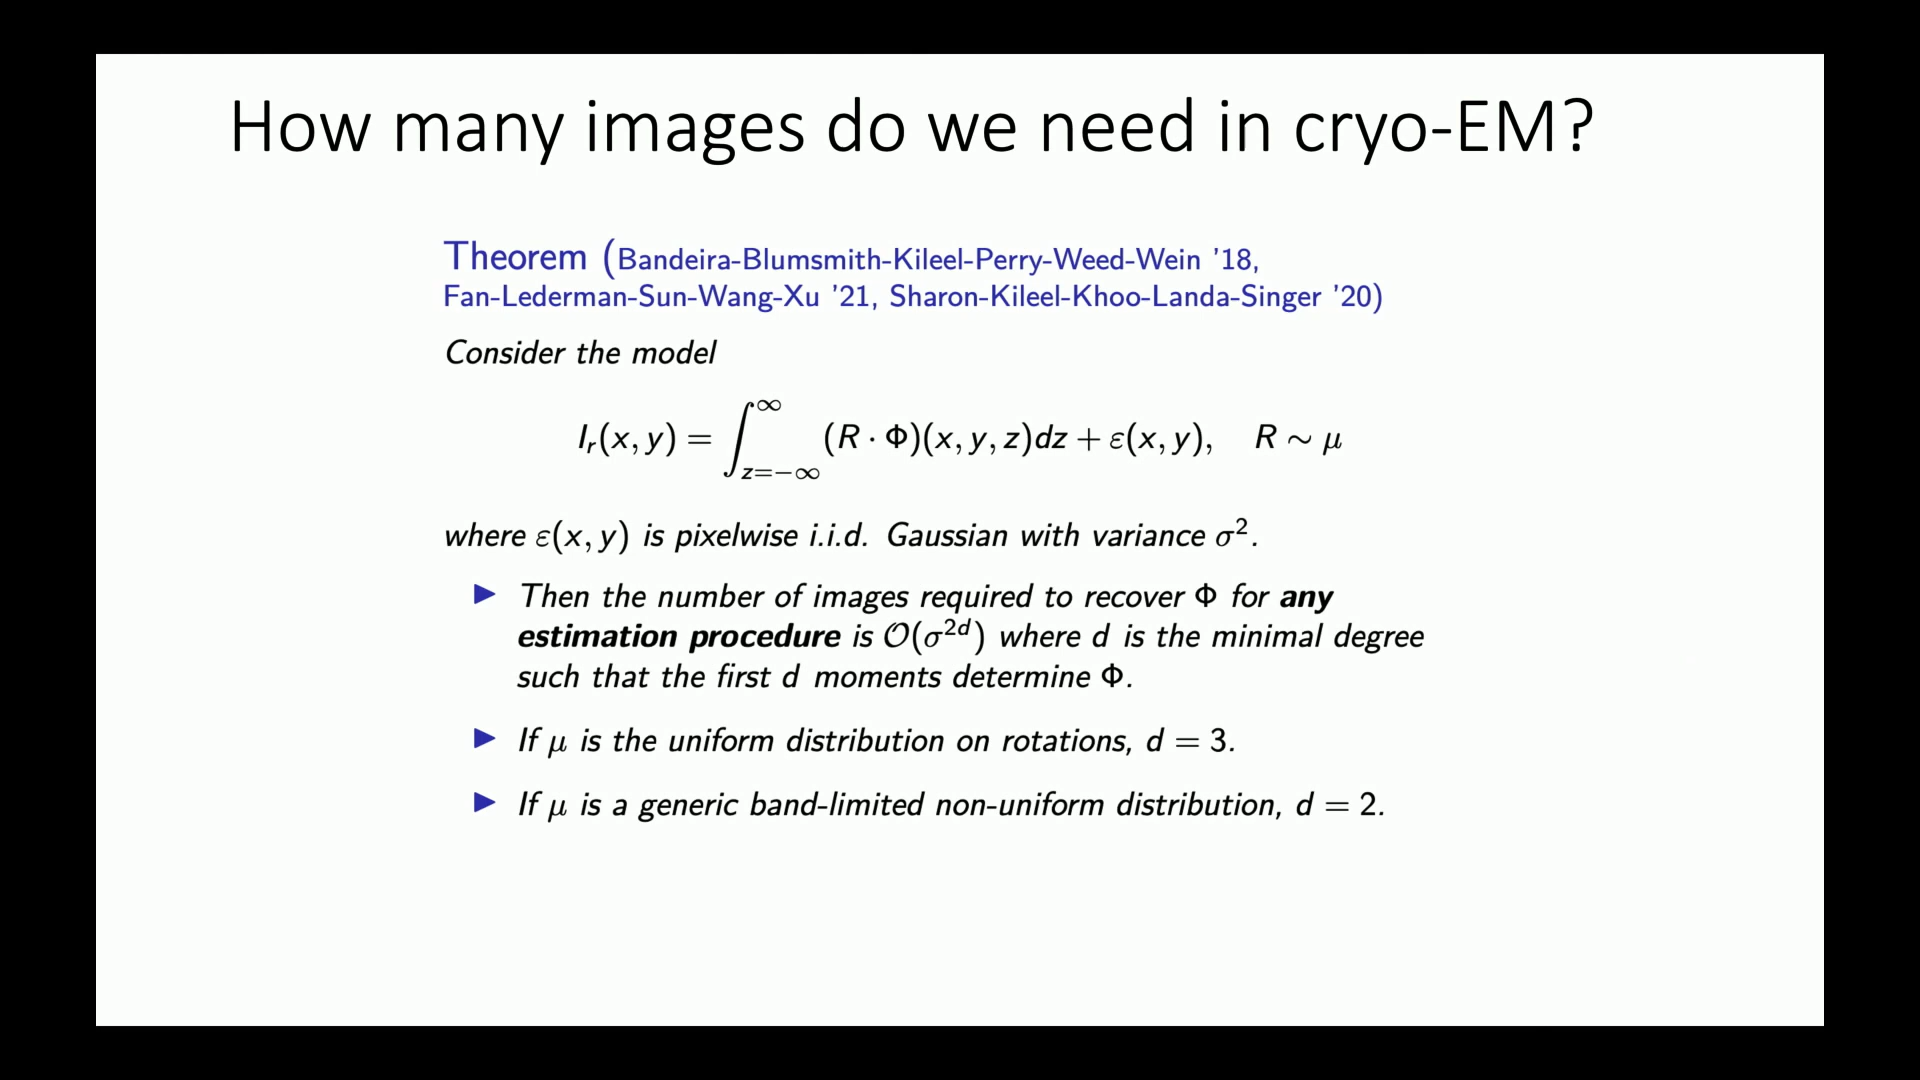 How many images do we need in cryo-EM?
Theorem (Bandeira-Blumsmith-Kileel-Perry-Weed-Wein '18,
Fan-Lederman-Sun-Wang-Xu '21, Sharon-Kileel-Khoo-Landa-Singer '20)
Consider the model
I_r(x, y) = ∫_{z=−∞}^{∞} (R · Φ)(x, y, z)dz + ε(x, y), R ∼ μ
where ε(x, y) is pixelwise i.i.d. Gaussian with variance σ².
▶ Then the number of images required to recover Φ for any
estimation procedure is 𝒪(σ^{2d}) where d is the minimal degree
such that the first d moments determine Φ.
▶ If μ is the uniform distribution on rotations, d = 3.
▶ If μ is a generic band-limited non-uniform distribution, d = 2.